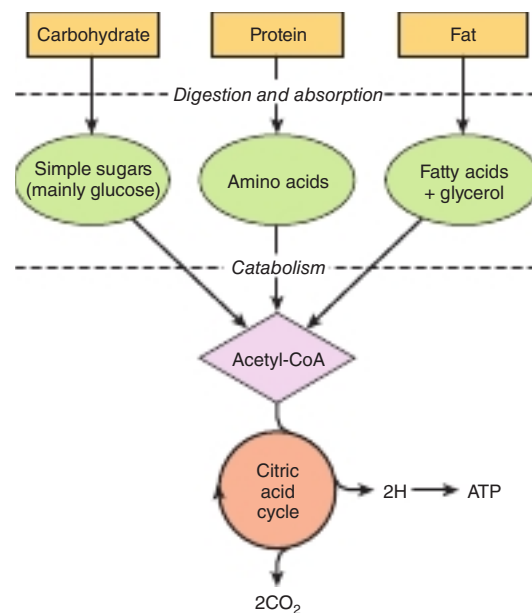 Carbohydrate
Protein
Fat
Digestion and absorption
Simple sugars
(mainly glucose)
Amino acids
Fatty acids
+ glycerol
Catabolism
Acetyl-CoA
Citric
acid
cycle
2H
ATP
2CO₂